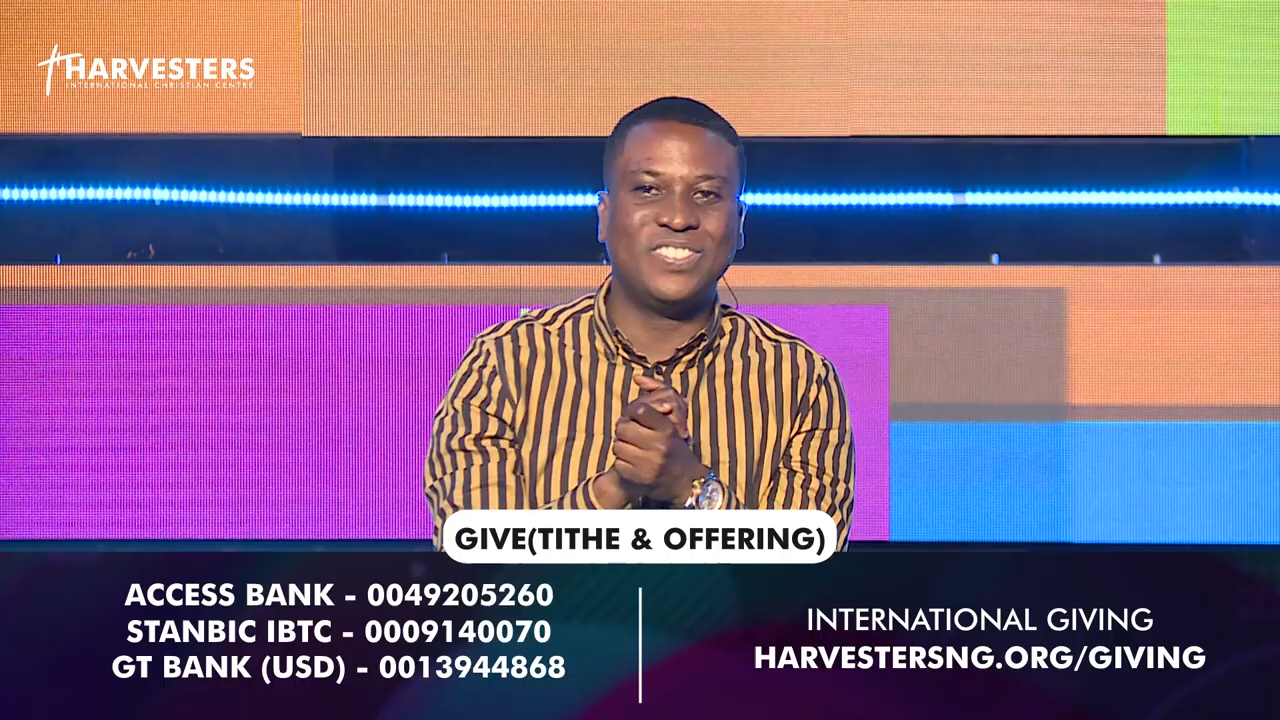 HARVESTERS
INTERNATIONAL CHRISTIAN CENTRE
GIVE(TITHE & OFFERING)
ACCESS BANK - 0049205260
STANBIC IBTC - 0009140070
GT BANK (USD) - 0013944868
INTERNATIONAL GIVING
HARVESTERSNG.ORG/GIVING